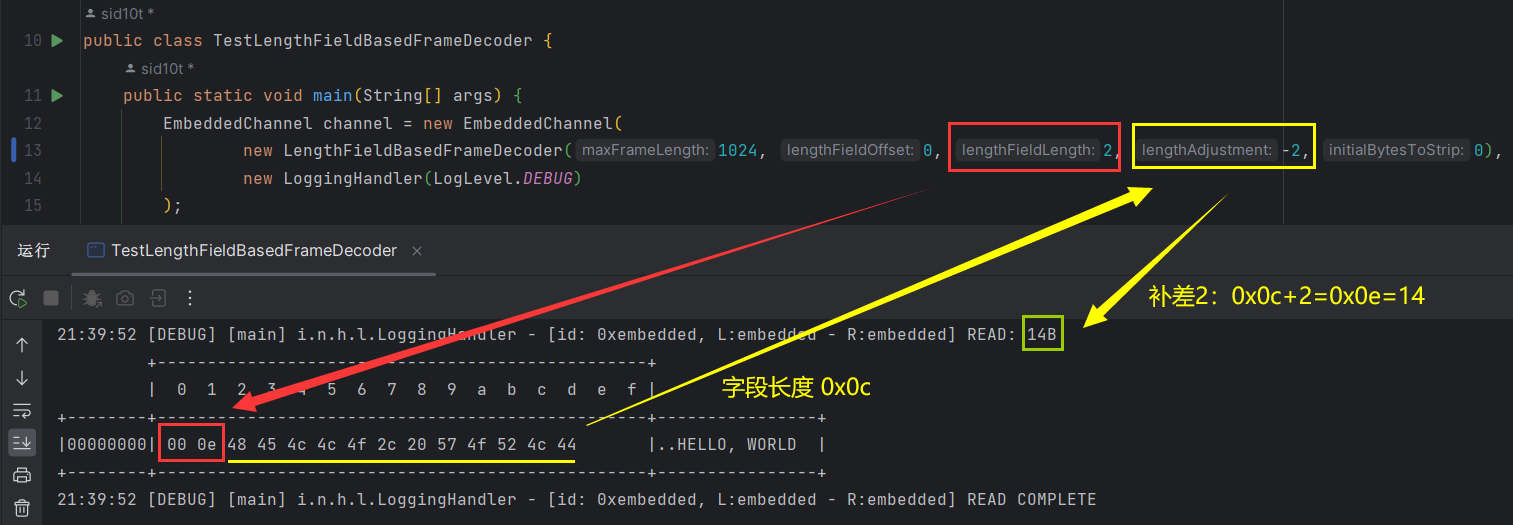 sid10t *
10 public class TestLengthFieldBasedFrameDecoder {
sid10t *
11 public static void main(String[] args) {
12 EmbeddedChannel channel = new EmbeddedChannel(
13 new LengthFieldBasedFrameDecoder( maxFrameLength: 1024, lengthFieldOffset: 0, lengthFieldLength: 2, lengthAdjustment: -2, initialBytesToStrip: 0),
14 new LoggingHandler(LogLevel.DEBUG)
15 );
运行 TestLengthFieldBasedFrameDecoder ×
补差2：0x0c+2=0x0e=14
21:39:52 [DEBUG] [main] i.n.h.l.LoggingHandler - [id: 0xembedded, L:embedded - R:embedded] READ: 14B
+-------------------------------------------------+
| 0 1 2 3 4 5 6 7 8 9 a b c d e f |
字段长度 0x0c
+--------+-------------------------------------------------+----------------+
|00000000| 00 0e 48 45 4c 4c 4f 2c 20 57 4f 52 4c 44 |..HELLO, WORLD |
+--------+-------------------------------------------------+----------------+
21:39:52 [DEBUG] [main] i.n.h.l.LoggingHandler - [id: 0xembedded, L:embedded - R:embedded] READ COMPLETE